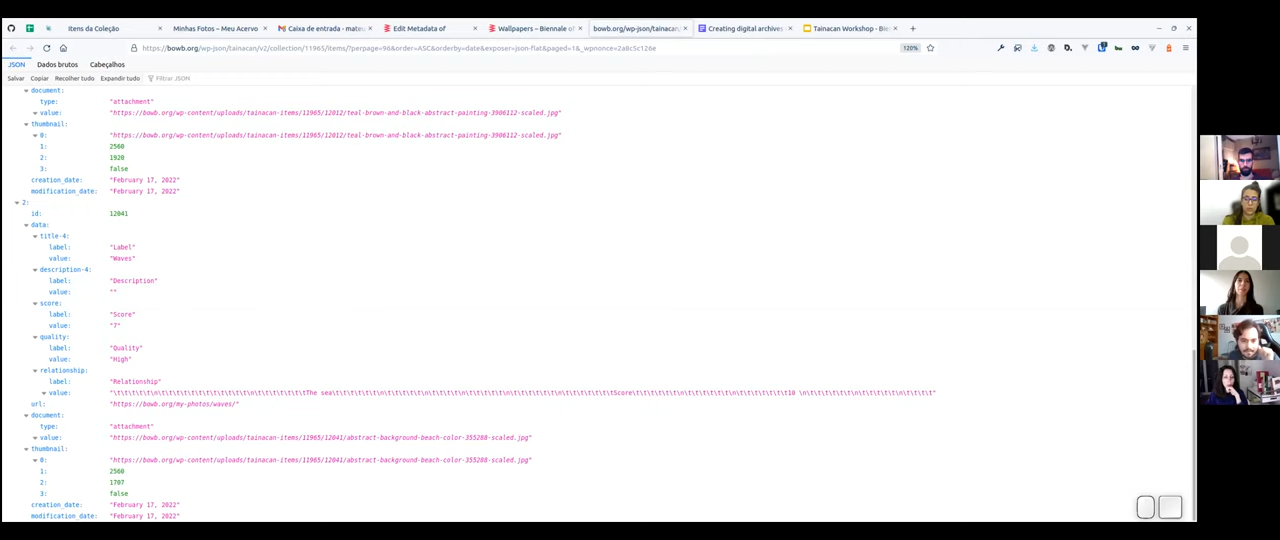 Itens da Coleção
Minhas Fotos – Meu Acervo
Caixa de entrada - mateu
Edit Metadata of
Wallpapers – Biennale of
bowb.org/wp-json/tainacan/
Creating digital archives
Tainacan Workshop - Bie
https://bowb.org/wp-json/tainacan/v2/collection/11965/items/?perpage=96&order=ASC&orderby=date&exposer=json-flat&paged=1&_wpnonce=2a8c5c126e
120%
JSON Dados brutos Cabeçalhos
Salvar Copiar Recolher tudo Expandir tudo Filtrar JSON
document:
type: "attachment"
value: "https://bowb.org/wp-content/uploads/tainacan-items/11965/12012/teal-brown-and-black-abstract-painting-3906112-scaled.jpg"
thumbnail:
0: "https://bowb.org/wp-content/uploads/tainacan-items/11965/12012/teal-brown-and-black-abstract-painting-3906112-scaled.jpg"
1: 2560
2: 1920
3: false
creation_date: "February 17, 2022"
modification_date: "February 17, 2022"
2:
id: 12041
data:
title-4:
label: "Label"
value: "Waves"
description-4:
label: "Description"
value: ""
score:
label: "Score"
value: "7"
quality:
label: "Quality"
value: "High"
relationship:
label: "Relationship"
url: "https://bowb.org/my-photos/waves/"
document:
type: "attachment"
value: "https://bowb.org/wp-content/uploads/tainacan-items/11965/12041/abstract-background-beach-color-355288-scaled.jpg"
thumbnail:
0: "https://bowb.org/wp-content/uploads/tainacan-items/11965/12041/abstract-background-beach-color-355288-scaled.jpg"
1: 2560
2: 1707
3: false
creation_date: "February 17, 2022"
modification_date: "February 17, 2022"